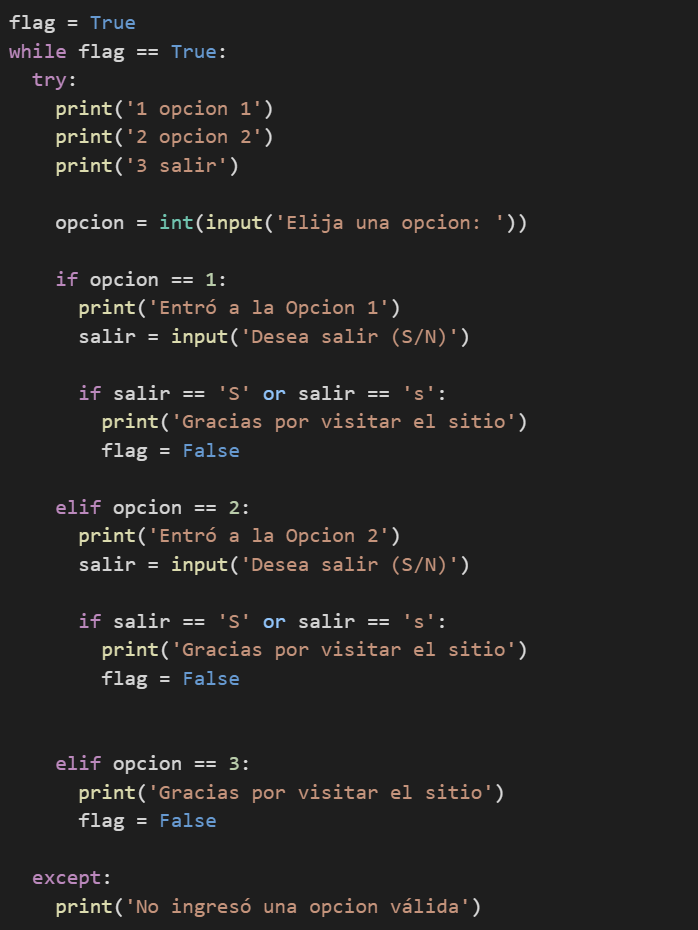 flag = True
while flag == True:
  try:
    print('1 opcion 1')
    print('2 opcion 2')
    print('3 salir')

    opcion = int(input('Elija una opcion: '))

    if opcion == 1:
      print('Entró a la Opcion 1')
      salir = input('Desea salir (S/N)')

      if salir == 'S' or salir == 's':
        print('Gracias por visitar el sitio')
        flag = False

    elif opcion == 2:
      print('Entró a la Opcion 2')
      salir = input('Desea salir (S/N)')

      if salir == 'S' or salir == 's':
        print('Gracias por visitar el sitio')
        flag = False


    elif opcion == 3:
      print('Gracias por visitar el sitio')
      flag = False

  except:
    print('No ingresó una opcion válida')